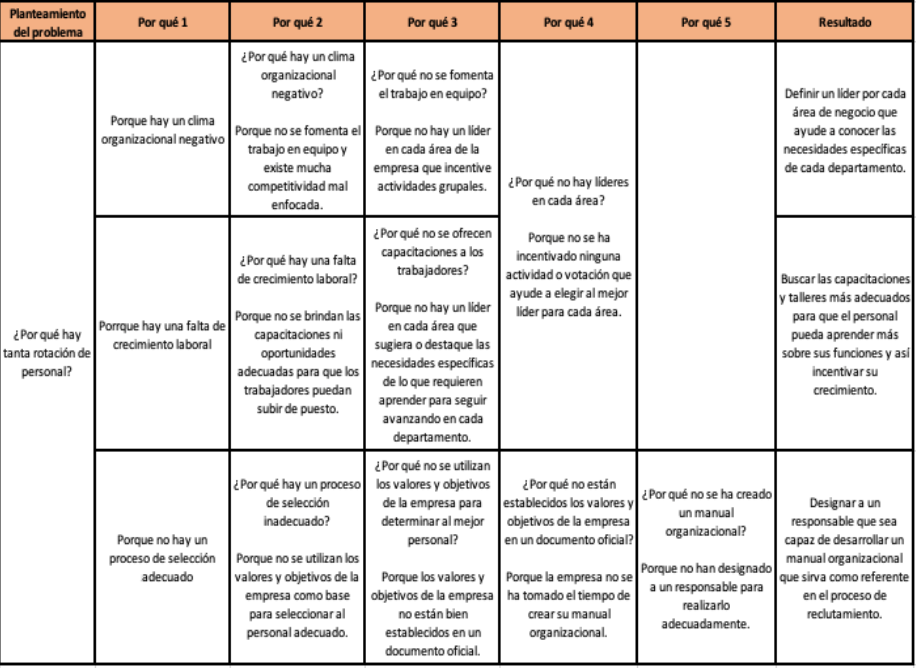 Planteamiento
del problema
Por qué 1
Por qué 2
Por qué 3
Por qué 4
Por qué 5
Resultado
¿Por qué hay
tanta rotación de
personal?
Porque hay un clima
organizacional negativo
¿Por qué hay un clima
organizacional
negativo?
Porque no se fomenta el
trabajo en equipo y
existe mucha
competitividad mal
enfocada.
¿Por qué no se fomenta
el trabajo en equipo?
Porque no hay un líder
en cada área de la
empresa que incentive
actividades grupales.
¿Por qué no hay líderes
en cada área?
Porque no se ha
incentivado ninguna
actividad o votación que
ayude a elegir al mejor
líder para cada área.
Definir un líder por cada
área de negocio que
ayude a conocer las
necesidades específicas
de cada departamento.
Porrque hay una falta de
crecimiento laboral
¿Por qué hay una falta
de crecimiento laboral?
Porque no se brindan las
capacitaciones ni
oportunidades
adecuadas para que los
trabajadores puedan
subir de puesto.
¿Por qué no se ofrecen
capacitaciones a los
trabajadores?
Porque no hay un líder
en cada área que
sugiera o destaque las
necesidades específicas
de lo que requieren
aprender para seguir
avanzando en cada
departamento.
Buscar las capacitaciones
y talleres más adecuados
para que el personal
pueda aprender más
sobre sus funciones y así
incentivar su
crecimiento.
Porque no hay un
proceso de selección
adecuado
¿Por qué hay un proceso
de selección
inadecuado?
Porque no se utilizan los
valores y objetivos de la
empresa como base
para seleccionar al
personal adecuado.
¿Por qué no se utilizan
los valores y objetivos
de la empresa para
determinar al mejor
personal?
Porque los valores y
objetivos de la empresa
no están bien
establecidos en un
documento oficial.
¿Por qué no están
establecidos los valores y
objetivos de la empresa
en un documento oficial?
Porque la empresa no se
ha tomado el tiempo de
crear su manual
organizacional.
¿Por qué no se ha creado
un manual
organizacional?
Porque no han designado
a un responsable para
realizarlo
adecuadamente.
Designar a un
responsable que sea
capaz de desarrollar un
manual organizacional
que sirva como referente
en el proceso de
reclutamiento.